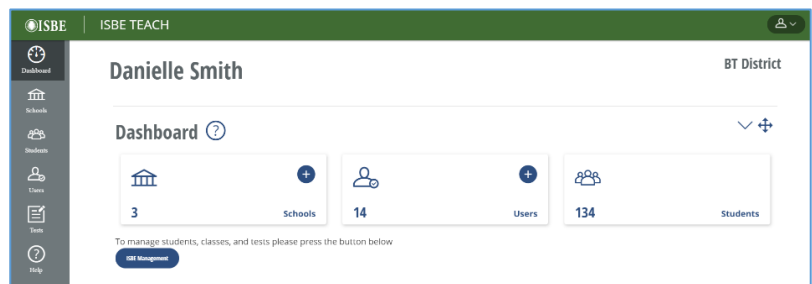 ISBE
ISBE TEACH
Dashboard
Schools
Students
Users
Tests
Help
Danielle Smith
BT District
Dashboard ?
3 Schools
14 Users
134 Students
To manage students, classes, and tests please press the button below
ISBE Management